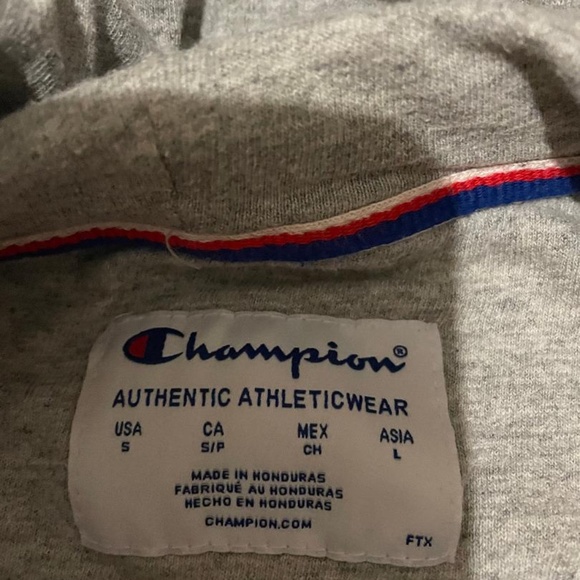 Champion®
AUTHENTIC ATHLETICWEAR
USA CA MEX ASIA
S S/P CH L
MADE IN HONDURAS
FABRIQUÉ AU HONDURAS
HECHO EN HONDURAS
CHAMPION.COM
FTX